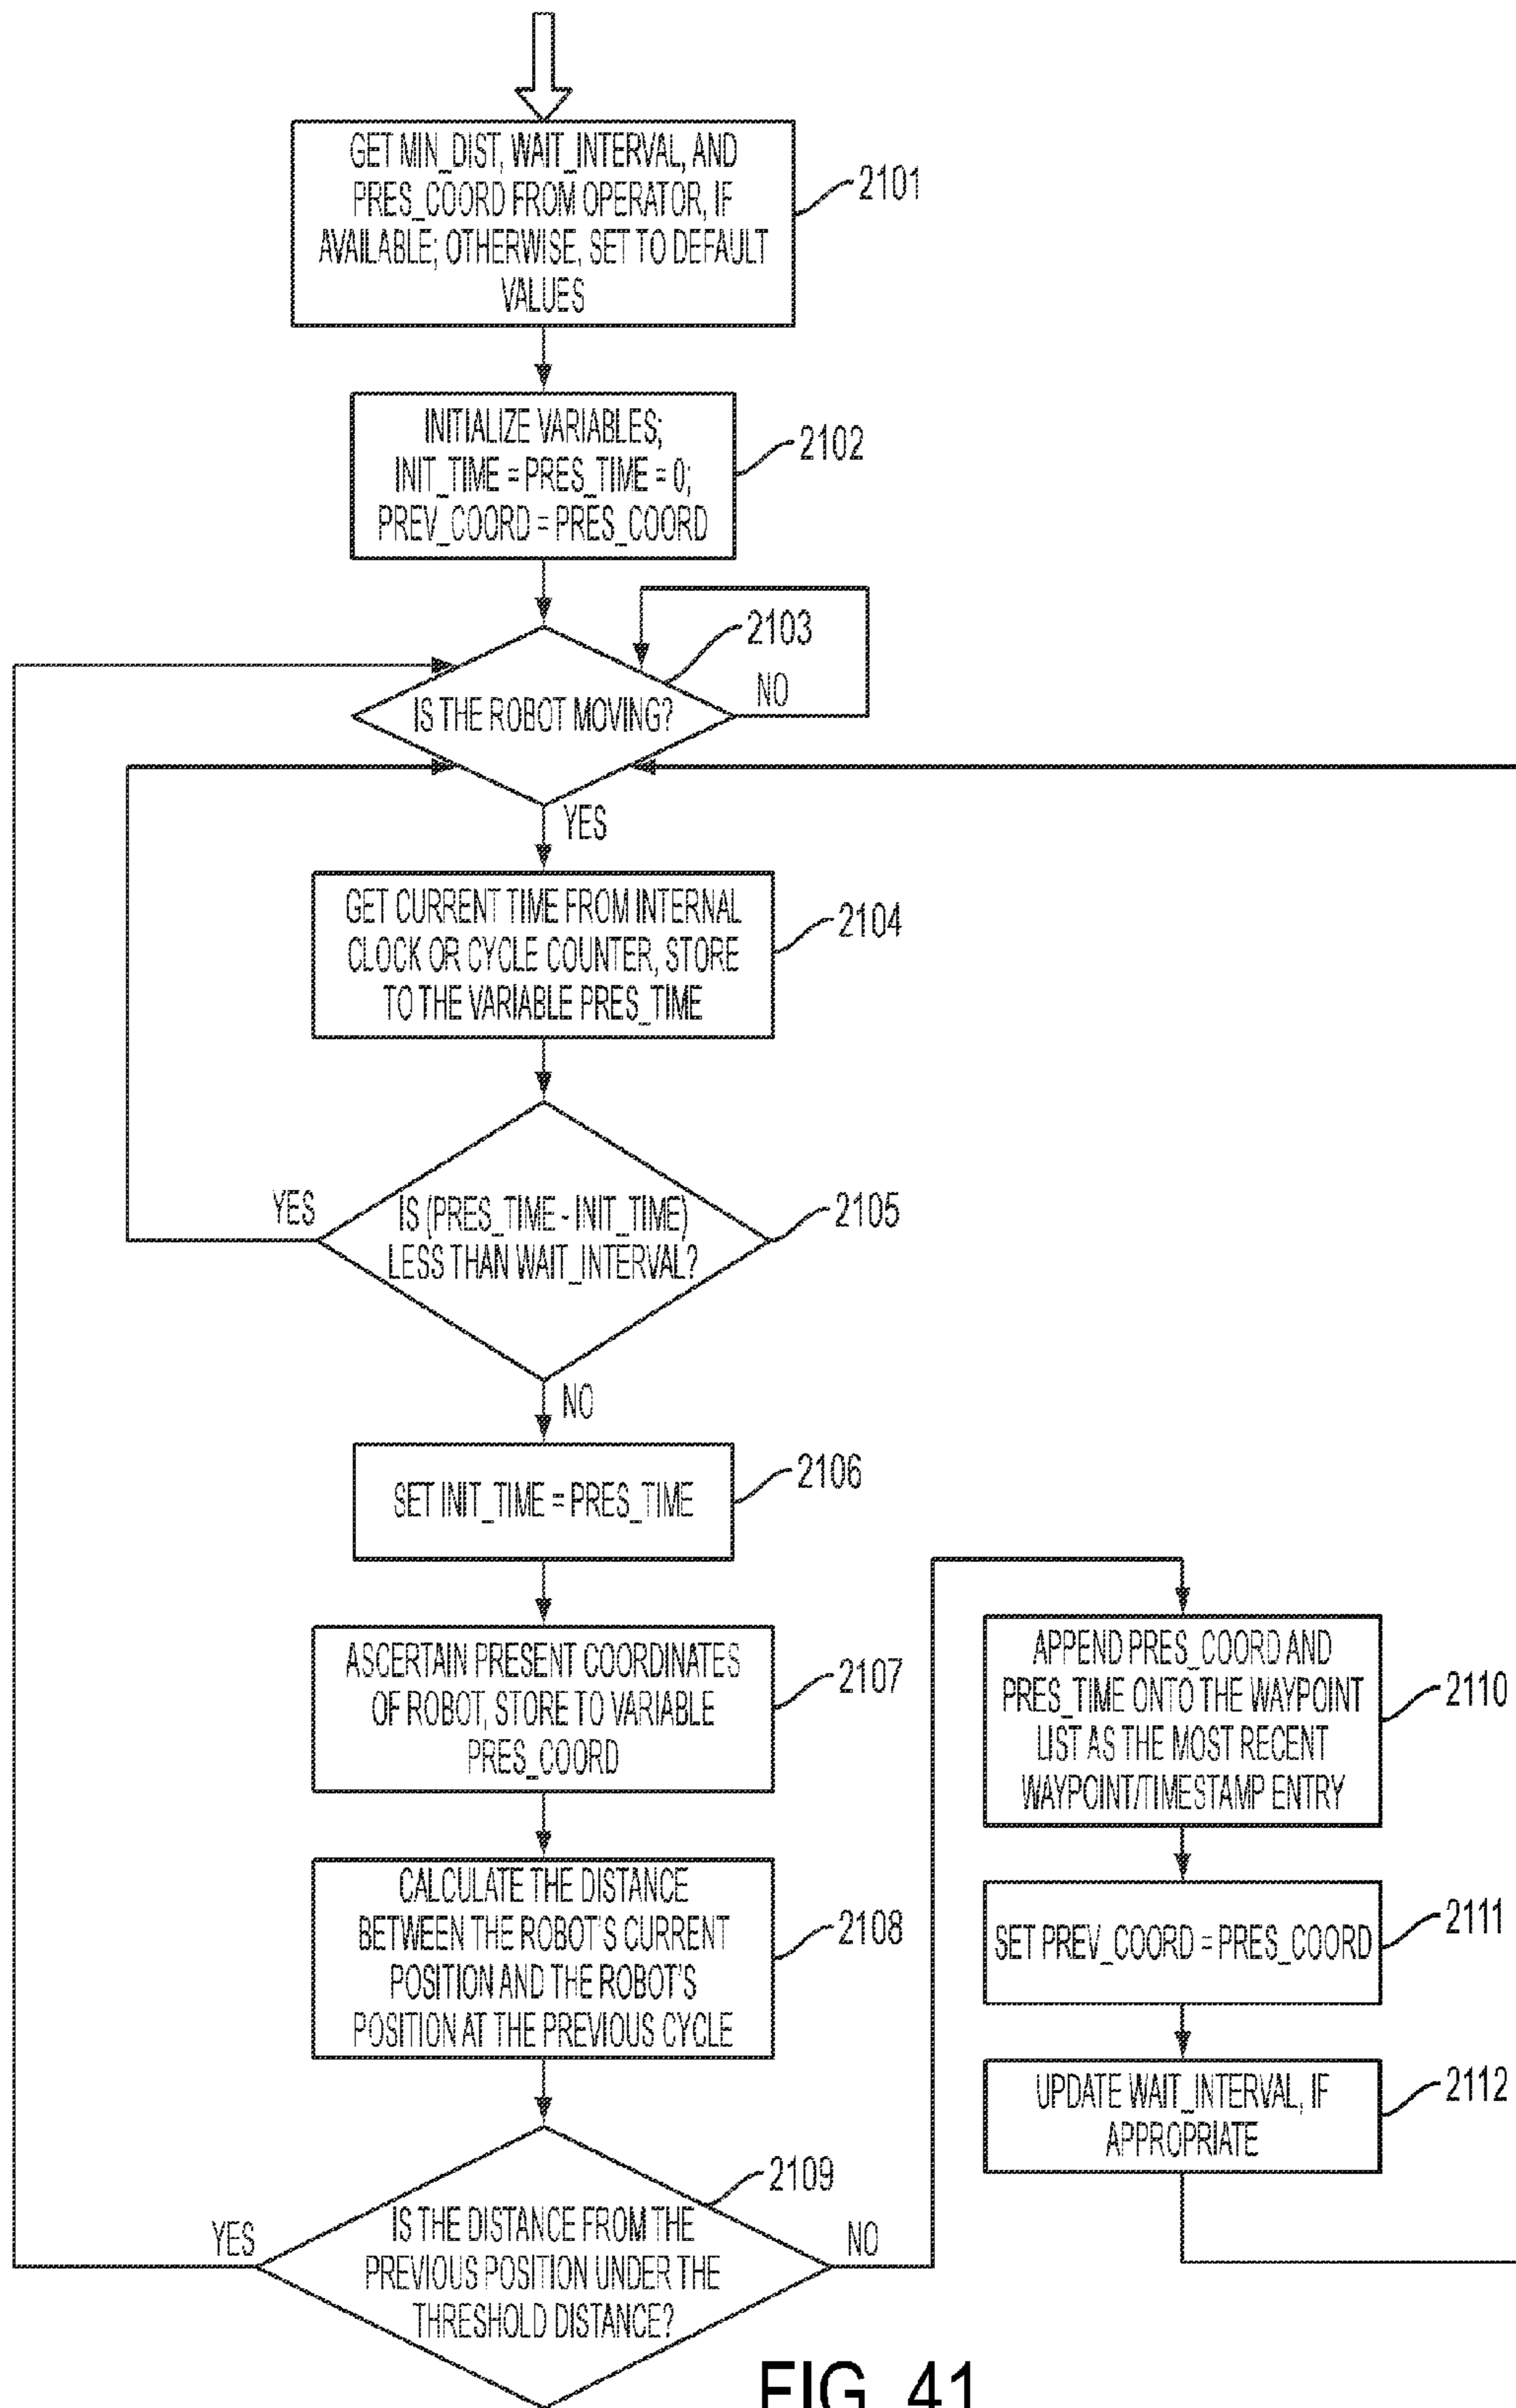 GET MIN_DIST, WAIT_INTERVAL, AND
PRES_COORD FROM OPERATOR, IF
AVAILABLE; OTHERWISE, SET TO DEFAULT
VALUES
2101
INITIALIZE VARIABLES;
INIT_TIME = PRES_TIME = 0;
PREV_COORD = PRES_COORD
2102
2103
IS THE ROBOT MOVING?
NO
YES
GET CURRENT TIME FROM INTERNAL
CLOCK OR CYCLE COUNTER, STORE
TO THE VARIABLE PRES_TIME
2104
YES
IS (PRES_TIME - INIT_TIME)
LESS THAN WAIT_INTERVAL?
2105
NO
SET INIT_TIME = PRES_TIME
2106
ASCERTAIN PRESENT COORDINATES
OF ROBOT, STORE TO VARIABLE
PRES_COORD
2107
CALCULATE THE DISTANCE
BETWEEN THE ROBOT'S CURRENT
POSITION AND THE ROBOT'S
POSITION AT THE PREVIOUS CYCLE
2108
2109
YES
IS THE DISTANCE FROM THE
PREVIOUS POSITION UNDER THE
THRESHOLD DISTANCE?
NO
APPEND PRES_COORD AND
PRES_TIME ONTO THE WAYPOINT
LIST AS THE MOST RECENT
WAYPOINT/TIMESTAMP ENTRY
2110
SET PREV_COORD = PRES_COORD
2111
UPDATE WAIT_INTERVAL, IF
APPROPRIATE
2112
FIG. 41